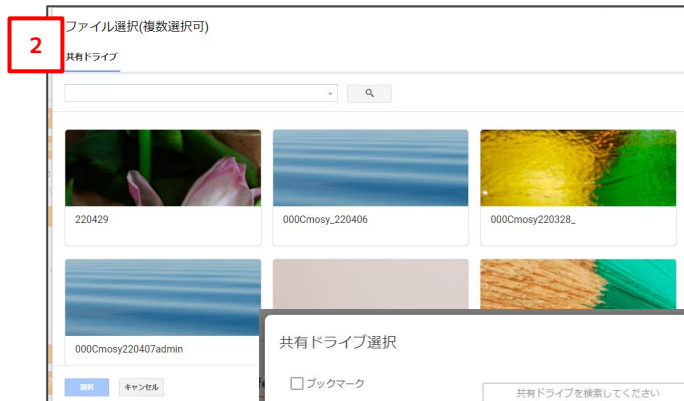 2
ファイル選択(複数選択可)
共有ドライブ
220429
000Cmosy_220406
000Cmosy220328_
000Cmosy220407admin
選択
キャンセル
共有ドライブ選択
ブックマーク
共有ドライブを検索してください